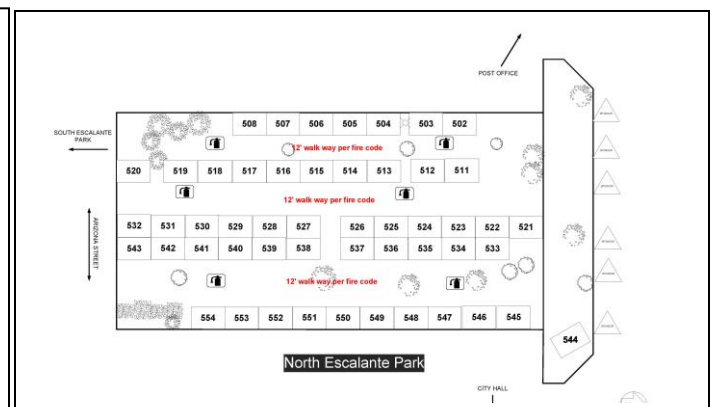 POST OFFICE
508 507 506 505 504 503 502
SOUTH ESCALANTE
PARK
12' walk way per fire code
520 519 518 517 516 515 514 513 512 511
12' walk way per fire code
ARIZONA STREET
532 531 530 529 528 527 526 525 524 523 522 521
543 542 541 540 539 538 537 536 535 534 533
12' walk way per fire code
554 553 552 551 550 549 548 547 546 545
544
North Escalante Park
CITY HALL